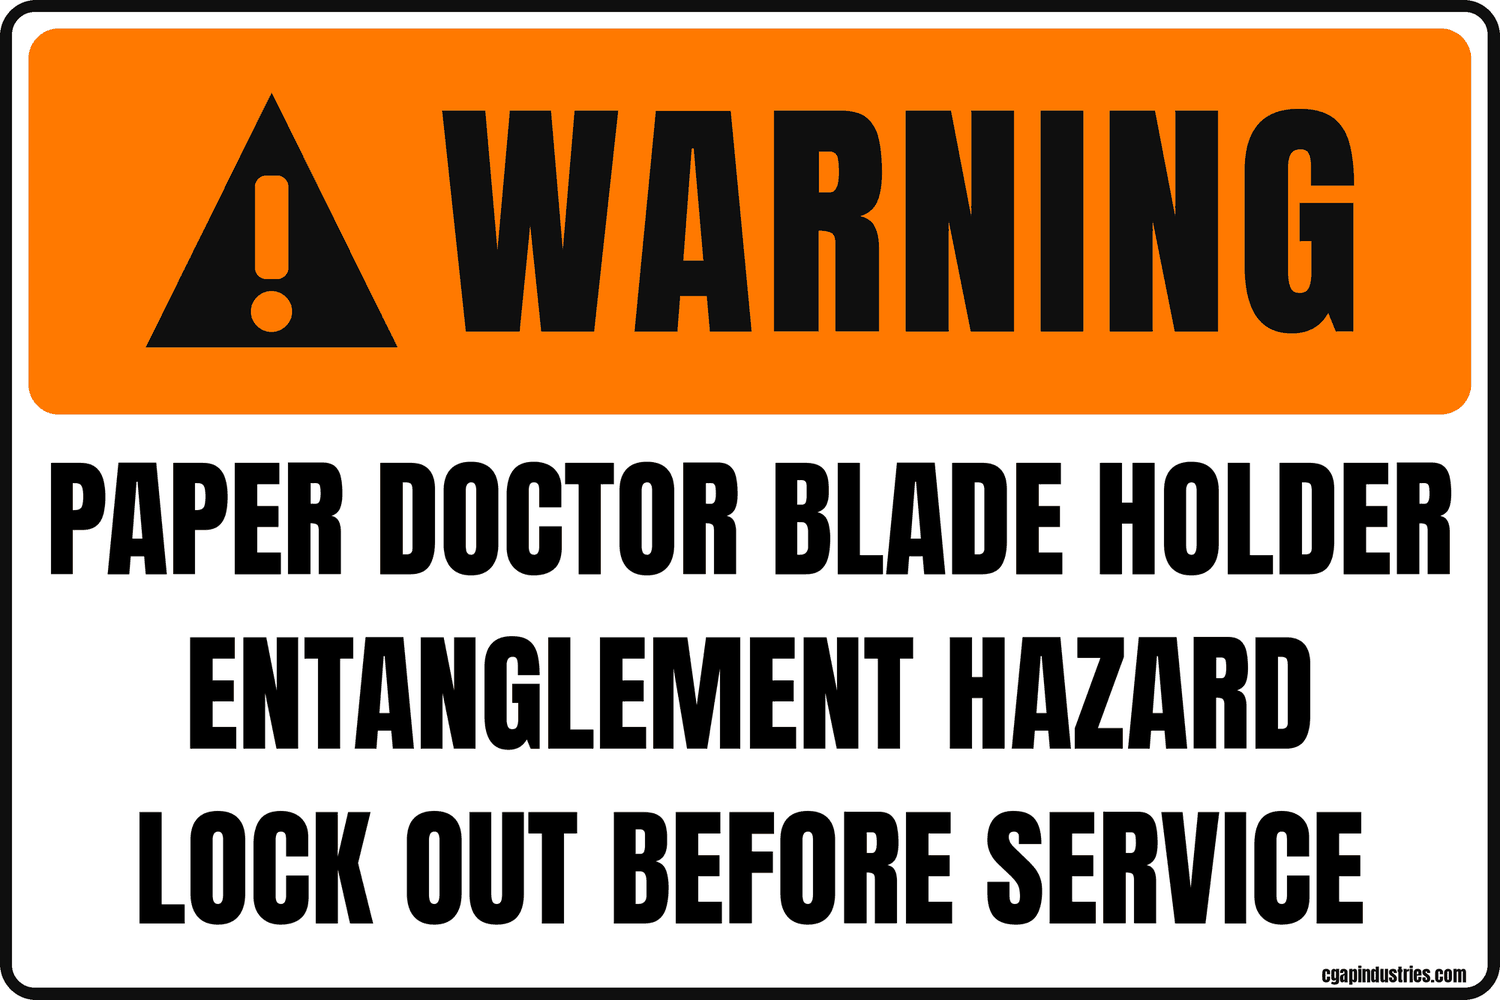 WARNING
PAPER DOCTOR BLADE HOLDER
ENTANGLEMENT HAZARD
LOCK OUT BEFORE SERVICE
cgapindustries.com